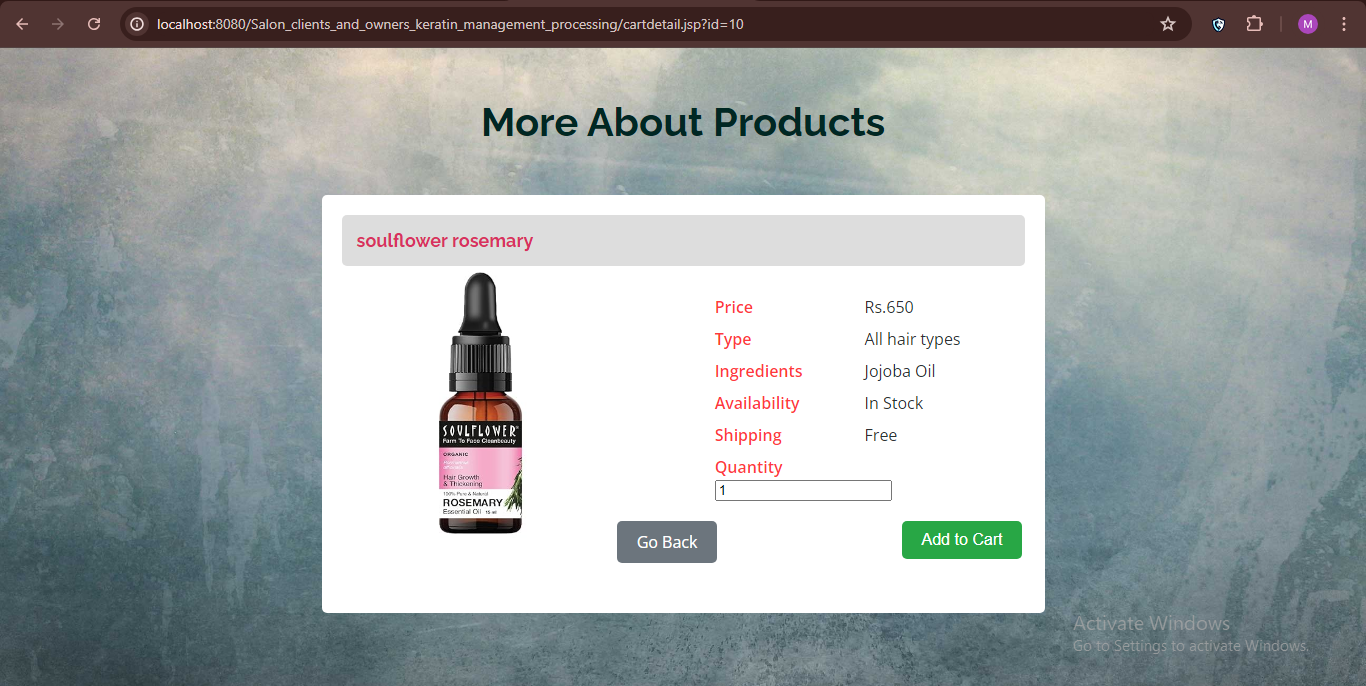 localhost:8080/Salon_clients_and_owners_keratin_management_processing/cartdetail.jsp?id=10
M
More About Products
soulflower rosemary
Price Rs.650
Type All hair types
Ingredients Jojoba Oil
Availability In Stock
Shipping Free
Quantity
1
SOULFLOWER
Farm To Face Cleanbeauty
ORGANIC
Hair Growth
& Thickening
100% Pure & Natural
ROSEMARY
Essential Oil 15 ml
Go Back
Add to Cart
Activate Windows
Go to Settings to activate Windows.